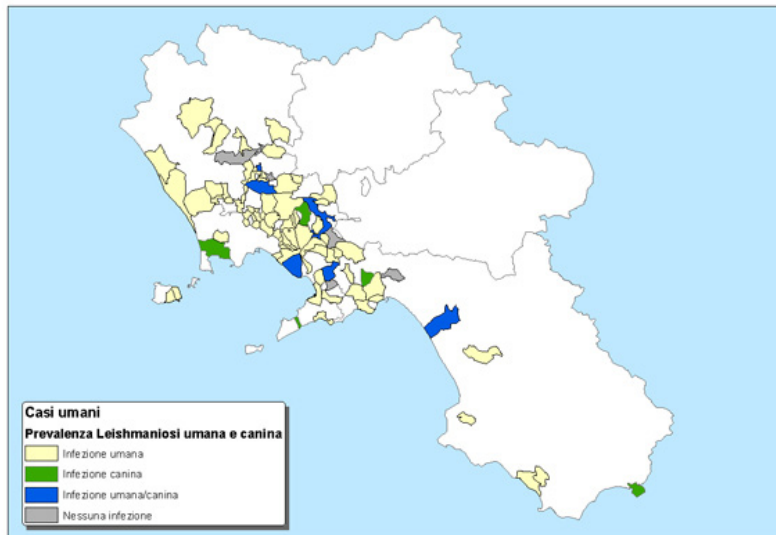 Casi umani
Prevalenza Leishmaniosi umana e canina
Infezione umana
Infezione canina
Infezione umana/canina
Nessuna infezione